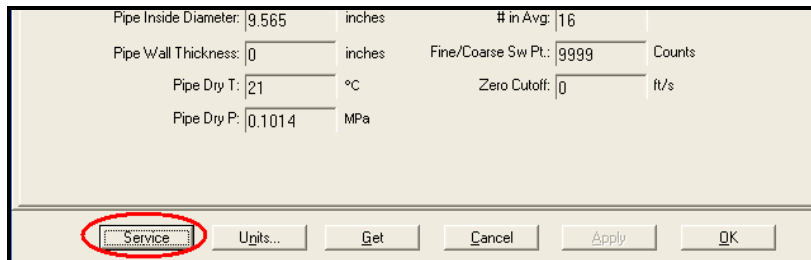 Pipe Inside Diameter: 9.565 inches # in Avg: 16
Pipe Wall Thickness: 0 inches Fine/Coarse Sw Pt.: 9999 Counts
Pipe Dry T: 21 °C Zero Cutoff: 0 ft/s
Pipe Dry P: 0.1014 MPa
Service Units... Get Cancel Apply OK